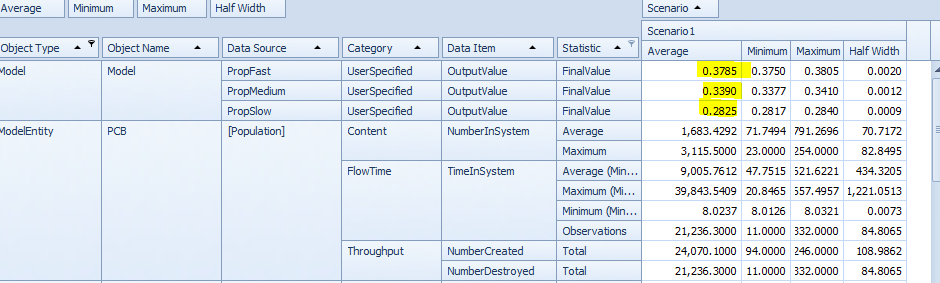 Average Minimum Maximum Half Width Scenario
Scenario1
Object Type Object Name Data Source Category Data Item Statistic Average Minimum Maximum Half Width
Model Model PropFast UserSpecified OutputValue FinalValue 0.3785 0.3750 0.3805 0.0020
PropMedium UserSpecified OutputValue FinalValue 0.3390 0.3377 0.3410 0.0012
PropSlow UserSpecified OutputValue FinalValue 0.2825 0.2817 0.2840 0.0009
ModelEntity PCB [Population] Content NumberInSystem Average 1,683.4292 71.7494 791.2696 70.7172
Maximum 3,115.5000 23.0000 254.0000 82.8495
FlowTime TimeInSystem Average (Min... 9,005.7612 47.7515 521.6221 434.3205
Maximum (Mi... 39,843.5409 20.8465 557.4957 1,221.0513
Minimum (Min... 8.0237 8.0126 8.0321 0.0073
Observations 21,236.3000 11.0000 332.0000 84.8065
Throughput NumberCreated Total 24,070.1000 94.0000 246.0000 108.9862
NumberDestroyed Total 21,236.3000 11.0000 332.0000 84.8065